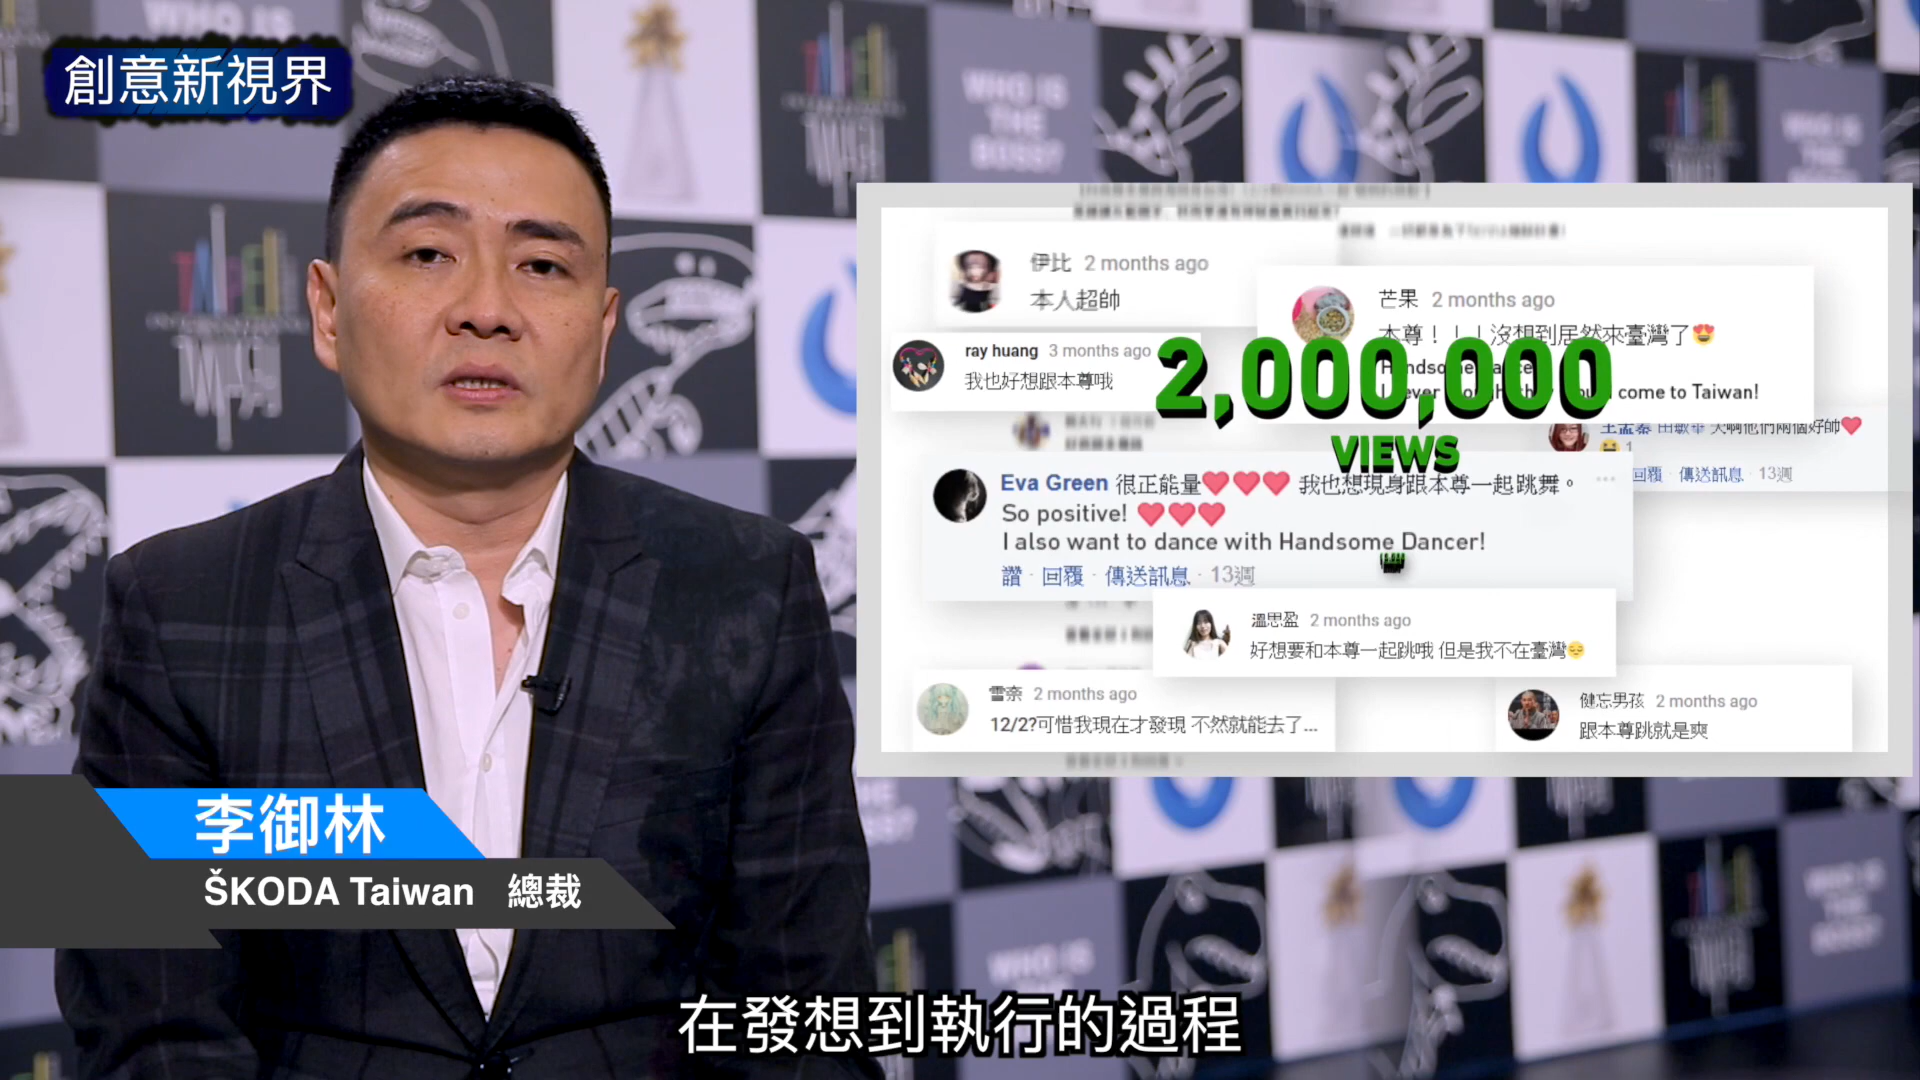 創意新視界
WHO IS
THE
BOSS?
伊比 2 months ago
本人超帥
芒果 2 months ago
本尊！！！沒想到居然來臺灣了😍
come to Taiwan!
ray huang 3 months ago
我也好想跟本尊哦
2,000,000
VIEWS
回覆 · 傳送訊息 · 13週
Eva Green 很正能量❤️❤️❤️ 我也想現身跟本尊一起跳舞。
So positive! ❤️❤️❤️
I also want to dance with Handsome Dancer!
讚 · 回覆 · 傳送訊息 · 13週
溫思盈 2 months ago
好想要和本尊一起跳哦 但是我不在臺灣😔
雪奈 2 months ago
12/2?可惜我現在才發現 不然就能去了...
健忘男孩 2 months ago
跟本尊跳就是爽
李御林
ŠKODA Taiwan 總裁
在發想到執行的過程